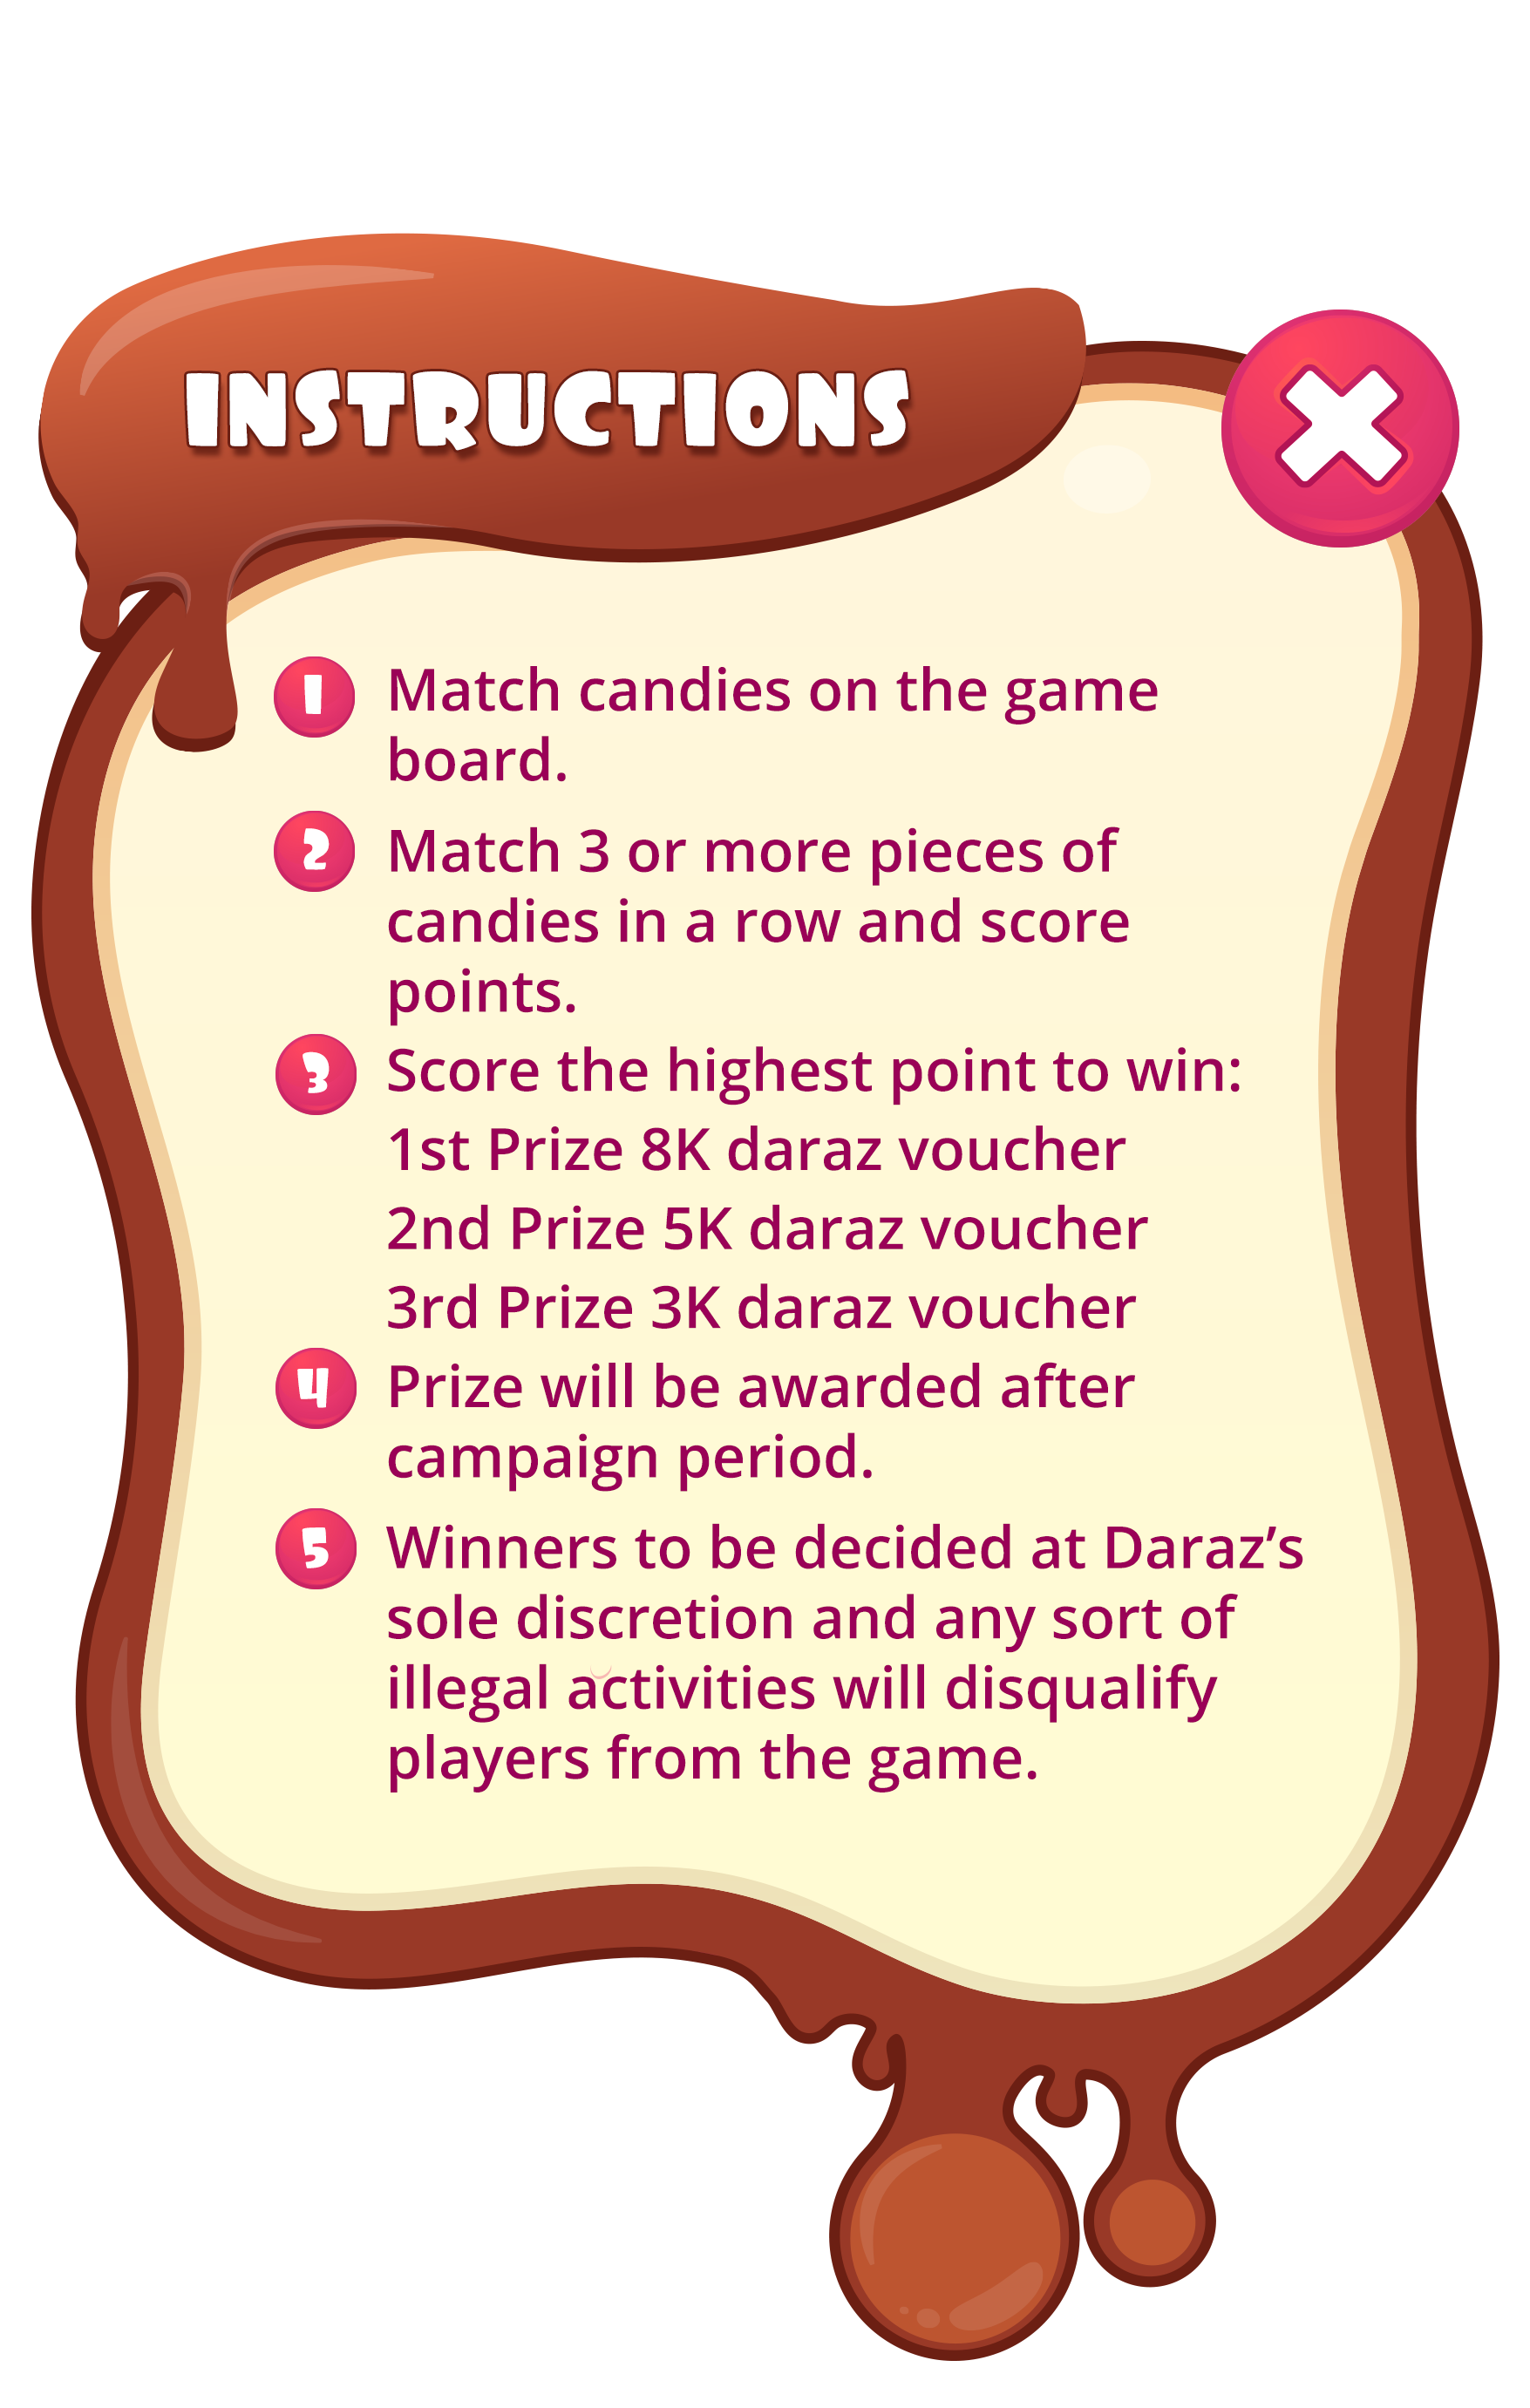 INSTRUCTIONS
1 Match candies on the game
board.
2 Match 3 or more pieces of
candies in a row and score
points.
3 Score the highest point to win:
1st Prize 8K daraz voucher
2nd Prize 5K daraz voucher
3rd Prize 3K daraz voucher
4 Prize will be awarded after
campaign period.
5 Winners to be decided at Daraz’s
sole discretion and any sort of
illegal activities will disqualify
players from the game.